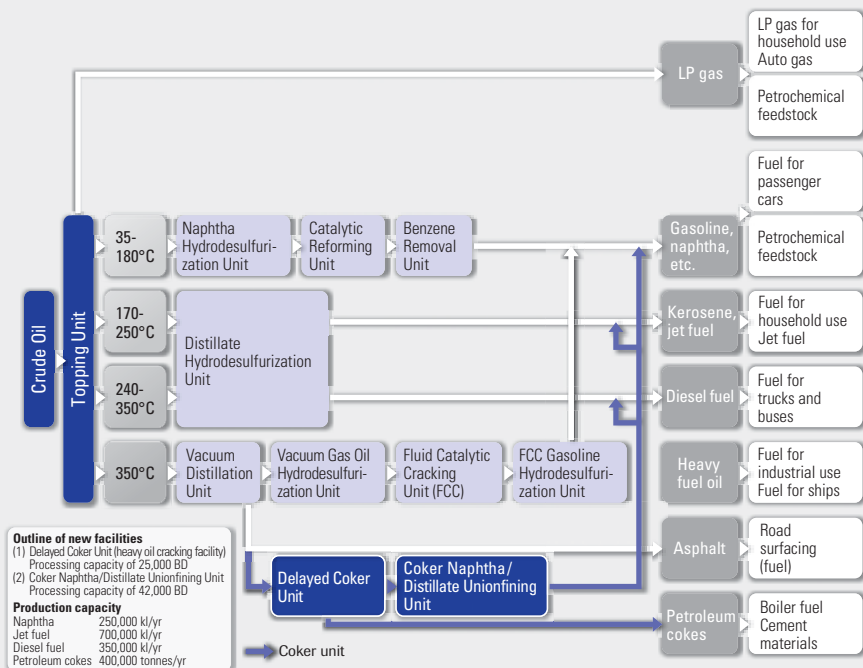 LP gas
LP gas for
household use
Auto gas
Petrochemical
feedstock
Crude Oil
Topping Unit
35-
180°C
Naphtha
Hydrodesulfuri-
zation Unit
Catalytic
Reforming
Unit
Benzene
Removal
Unit
Gasoline,
naphtha,
etc.
Fuel for
passenger
cars
Petrochemical
feedstock
170-
250°C
Distillate
Hydrodesulfurization
Unit
Kerosene,
jet fuel
Fuel for
household use
Jet fuel
240-
350°C
Diesel fuel
Fuel for
trucks and
buses
350°C
Vacuum
Distillation
Unit
Vacuum Gas Oil
Hydrodesulfuri-
zation Unit
Fluid Catalytic
Cracking
Unit (FCC)
FCC Gasoline
Hydrodesulfuri-
zation Unit
Heavy
fuel oil
Fuel for
industrial use
Fuel for ships
Asphalt
Road
surfacing
(fuel)
Delayed Coker
Unit
Coker Naphtha/
Distillate Unionfining
Unit
Petroleum
cokes
Boiler fuel
Cement
materials
Coker unit
Outline of new facilities
(1) Delayed Coker Unit (heavy oil cracking facility)
Processing capacity of 25,000 BD
(2) Coker Naphtha/Distillate Unionfining Unit
Processing capacity of 42,000 BD
Production capacity
Naphtha 250,000 kl/yr
Jet fuel 700,000 kl/yr
Diesel fuel 350,000 kl/yr
Petroleum cokes 400,000 tonnes/yr